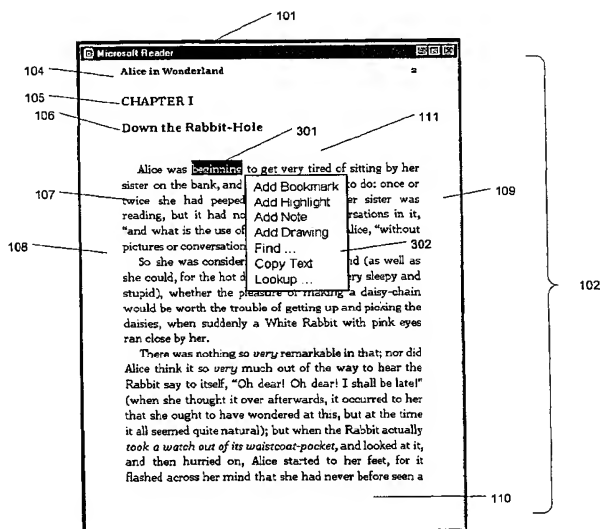 101
Microsoft Reader
104 Alice in Wonderland 2
105 CHAPTER I
106 Down the Rabbit-Hole
301 111
Alice was beginning to get very tired of sitting by her
sister on the bank, and to do: once or
twice she had peeped er sister was
reading, but it had no rsations in it,
"and what is the use of lice, "without
pictures or conversation
So she was consider d (as well as
she could, for the hot d ry sleepy and
stupid), whether the pleasure of making a daisy-chain
would be worth the trouble of getting up and picking the
daisies, when suddenly a White Rabbit with pink eyes
ran close by her.
There was nothing so very remarkable in that; nor did
Alice think it so very much out of the way to hear the
Rabbit say to itself, "Oh dear! Oh dear! I shall be late!"
(when she thought it over afterwards, it occurred to her
that she ought to have wondered at this, but at the time
it all seemed quite natural); but when the Rabbit actually
took a watch out of its waistcoat-pocket, and looked at it,
and then hurried on, Alice started to her feet, for it
flashed across her mind that she had never before seen a
Add Bookmark
Add Highlight
Add Note
Add Drawing
Find ...
Copy Text
Lookup ...
107
108
109
302
102
110